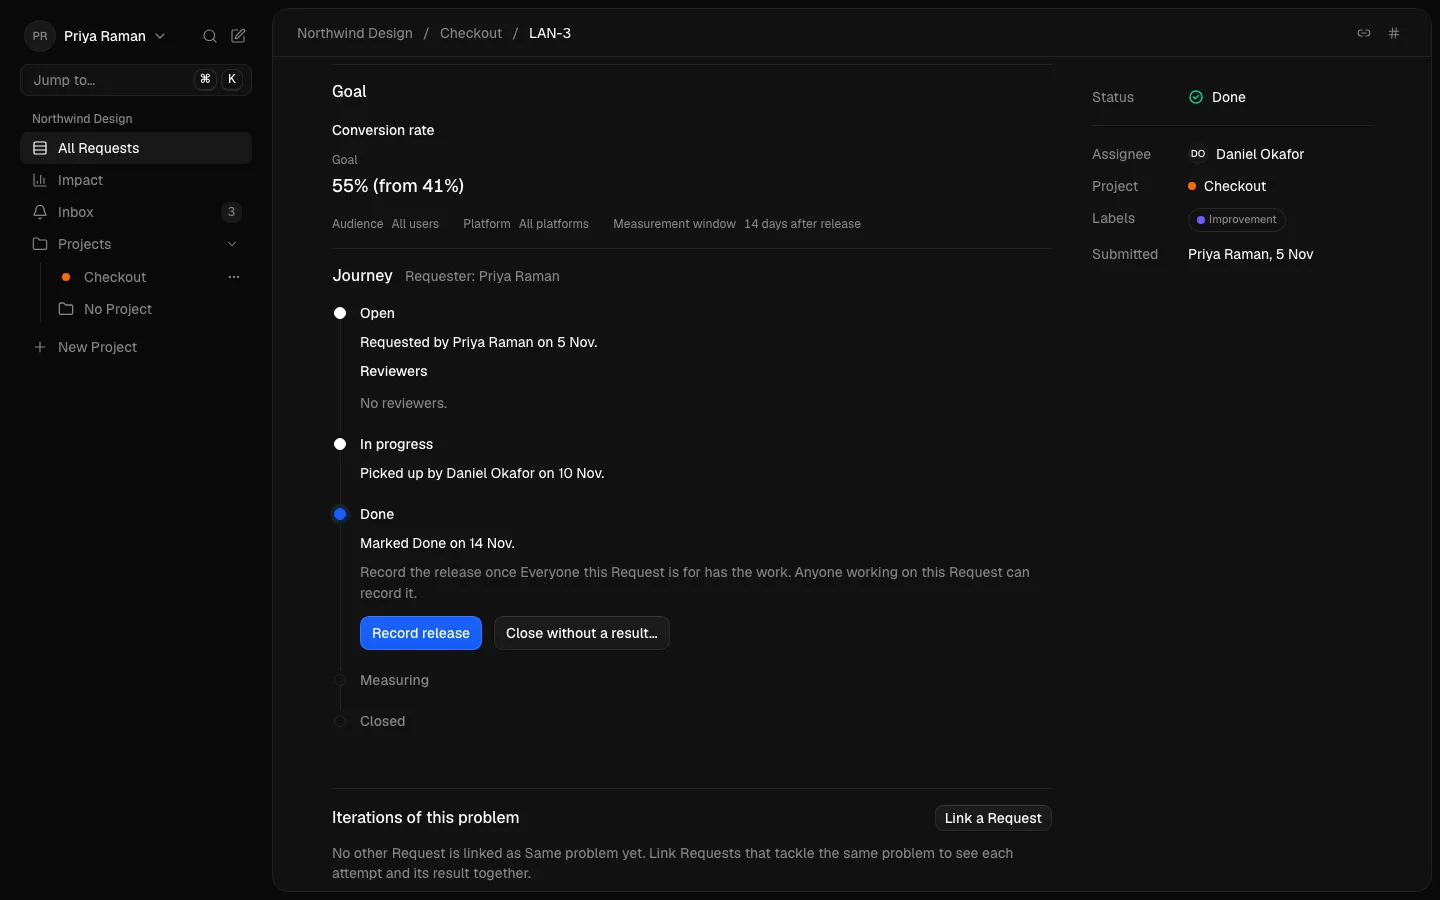 PR Priya Raman
Jump to... ⌘ K
Northwind Design
All Requests
Impact
Inbox 3
Projects
Checkout
No Project
New Project
Northwind Design / Checkout / LAN-3
Goal
Conversion rate
Goal
55% (from 41%)
Audience All users Platform All platforms Measurement window 14 days after release
Journey Requester: Priya Raman
Open
Requested by Priya Raman on 5 Nov.
Reviewers
No reviewers.
In progress
Picked up by Daniel Okafor on 10 Nov.
Done
Marked Done on 14 Nov.
Record the release once Everyone this Request is for has the work. Anyone working on this Request can
record it.
Record release Close without a result...
Measuring
Closed
Iterations of this problem Link a Request
No other Request is linked as Same problem yet. Link Requests that tackle the same problem to see each
attempt and its result together.
Status Done
Assignee DO Daniel Okafor
Project Checkout
Labels Improvement
Submitted Priya Raman, 5 Nov